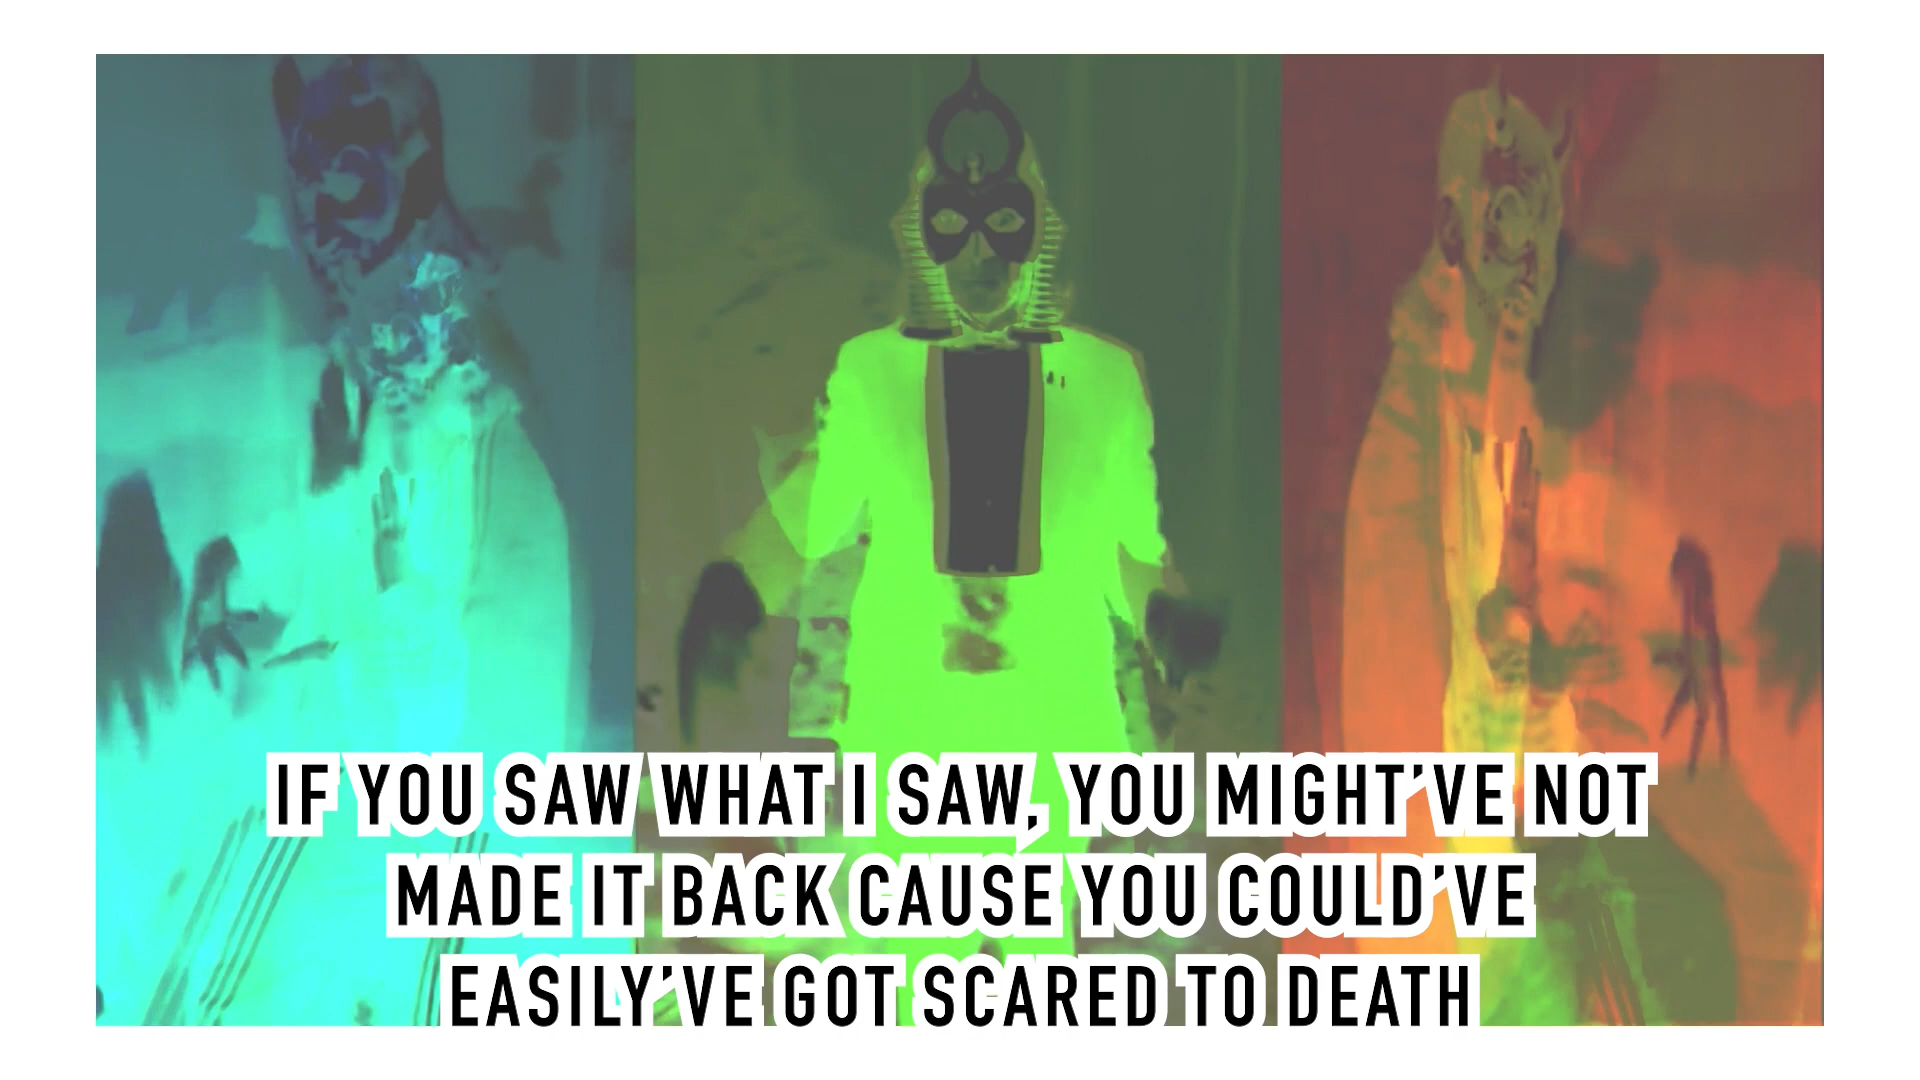 IF YOU SAW WHAT I SAW, YOU MIGHT'VE NOT
MADE IT BACK CAUSE YOU COULD'VE
EASILY'VE GOT SCARED TO DEATH